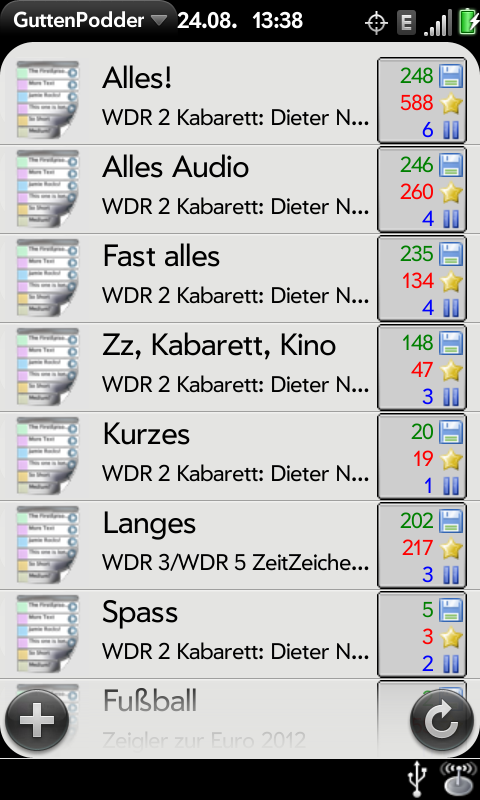 GuttenPodder 24.08. 13:38 E
Alles!
WDR 2 Kabarett: Dieter N...
248
588
6
Alles Audio
WDR 2 Kabarett: Dieter N...
246
260
4
Fast alles
WDR 2 Kabarett: Dieter N...
235
134
4
Zz, Kabarett, Kino
WDR 2 Kabarett: Dieter N...
148
47
3
Kurzes
WDR 2 Kabarett: Dieter N...
20
19
1
Langes
WDR 3/WDR 5 ZeitZeiche...
202
217
3
Spass
WDR 2 Kabarett: Dieter N...
5
3
2
Fußball
Zeigler zur Euro 2012